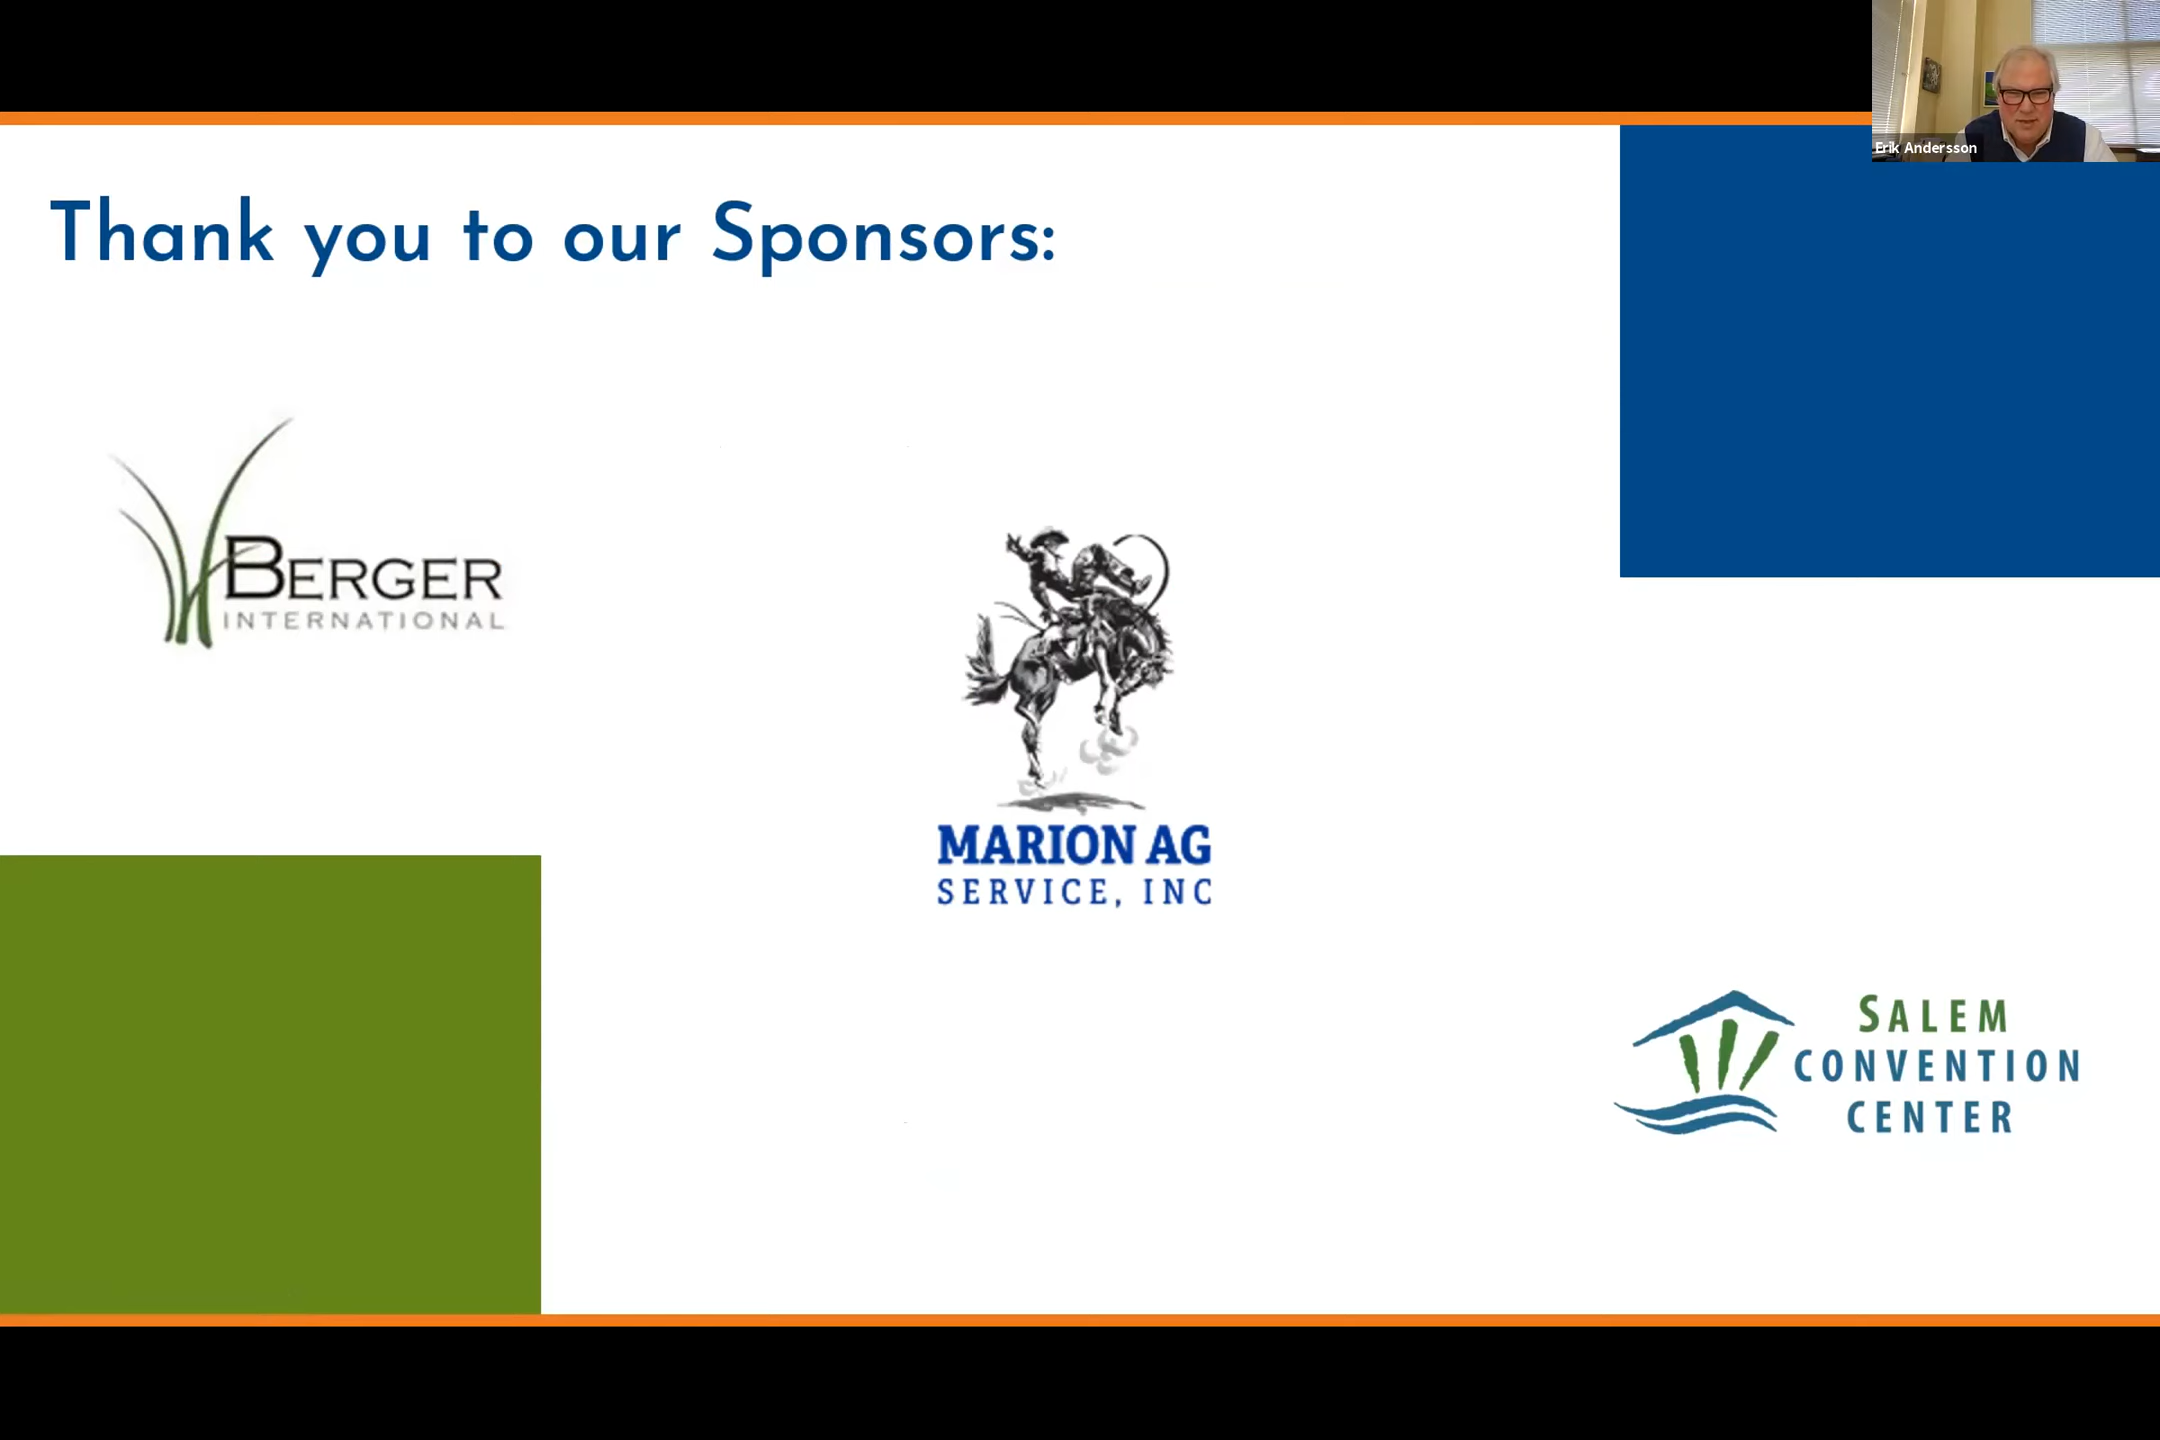 Erik Andersson
Thank you to our Sponsors:
BERGER
INTERNATIONAL
MARION AG
SERVICE, INC
SALEM
CONVENTION
CENTER